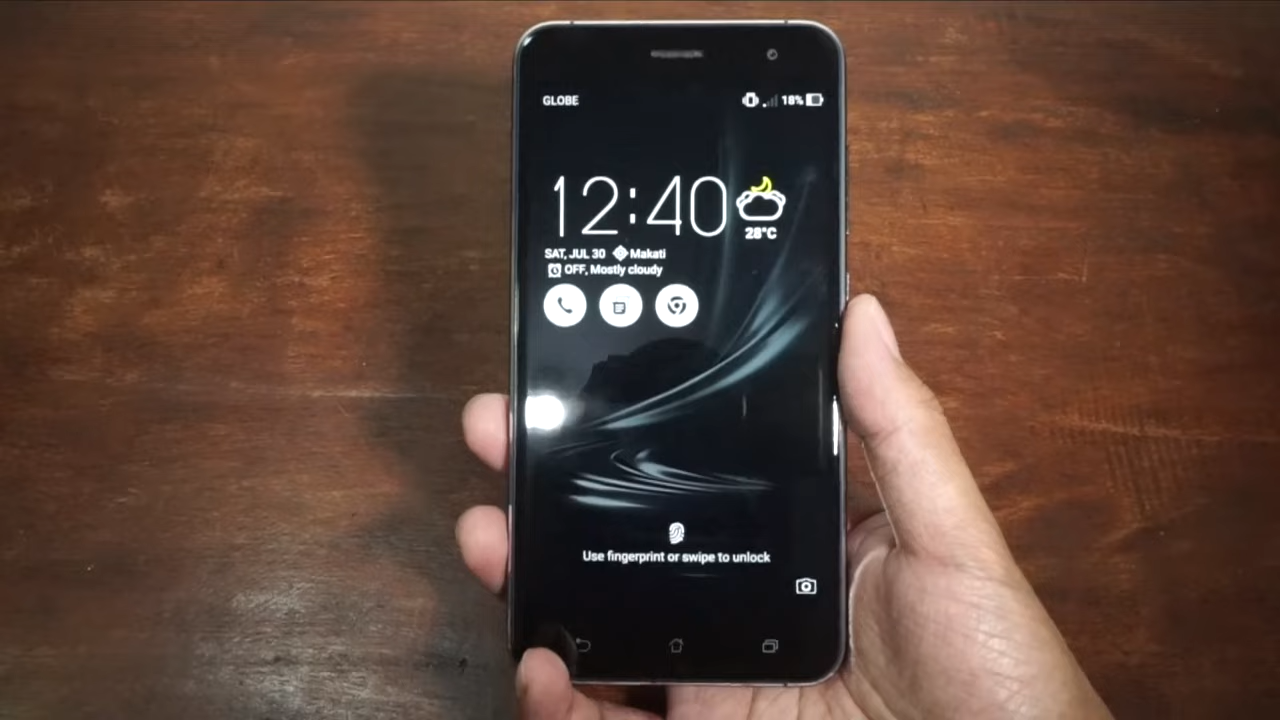 GLOBE 18%
12:40
28°C
SAT, JUL 30 Makati
OFF, Mostly cloudy
Use fingerprint or swipe to unlock